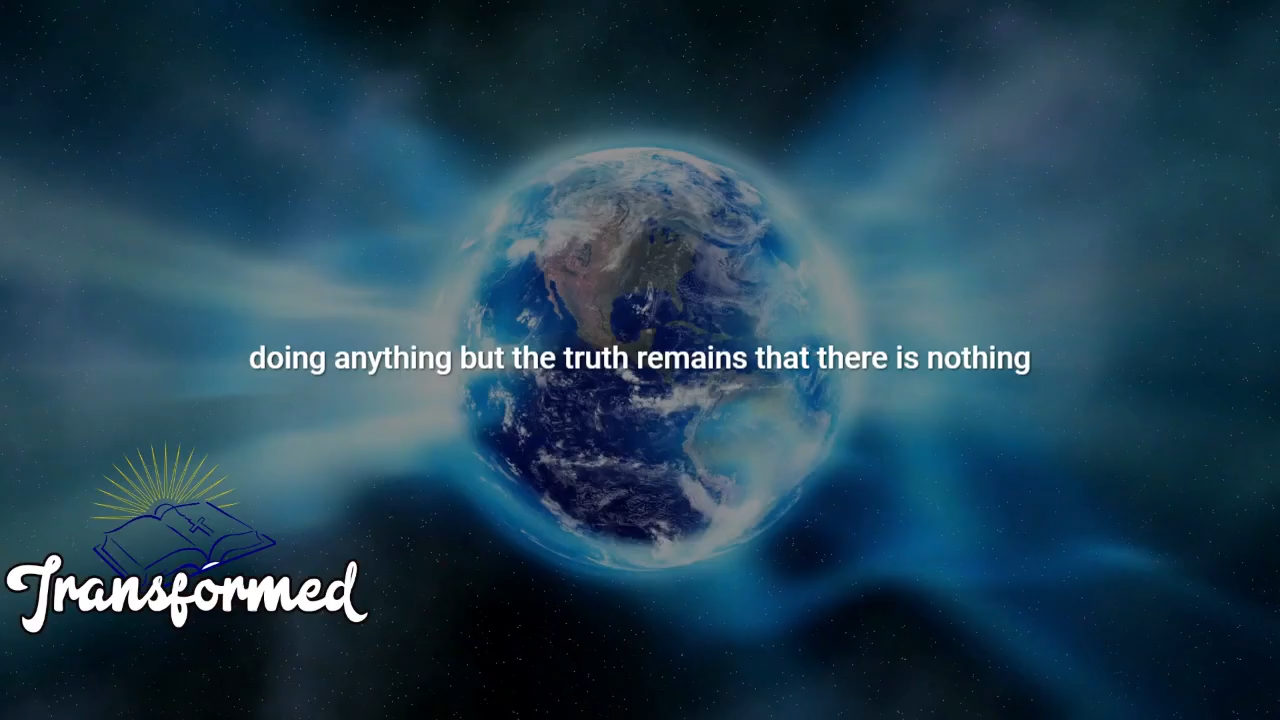 doing anything but the truth remains that there is nothing
Transformed